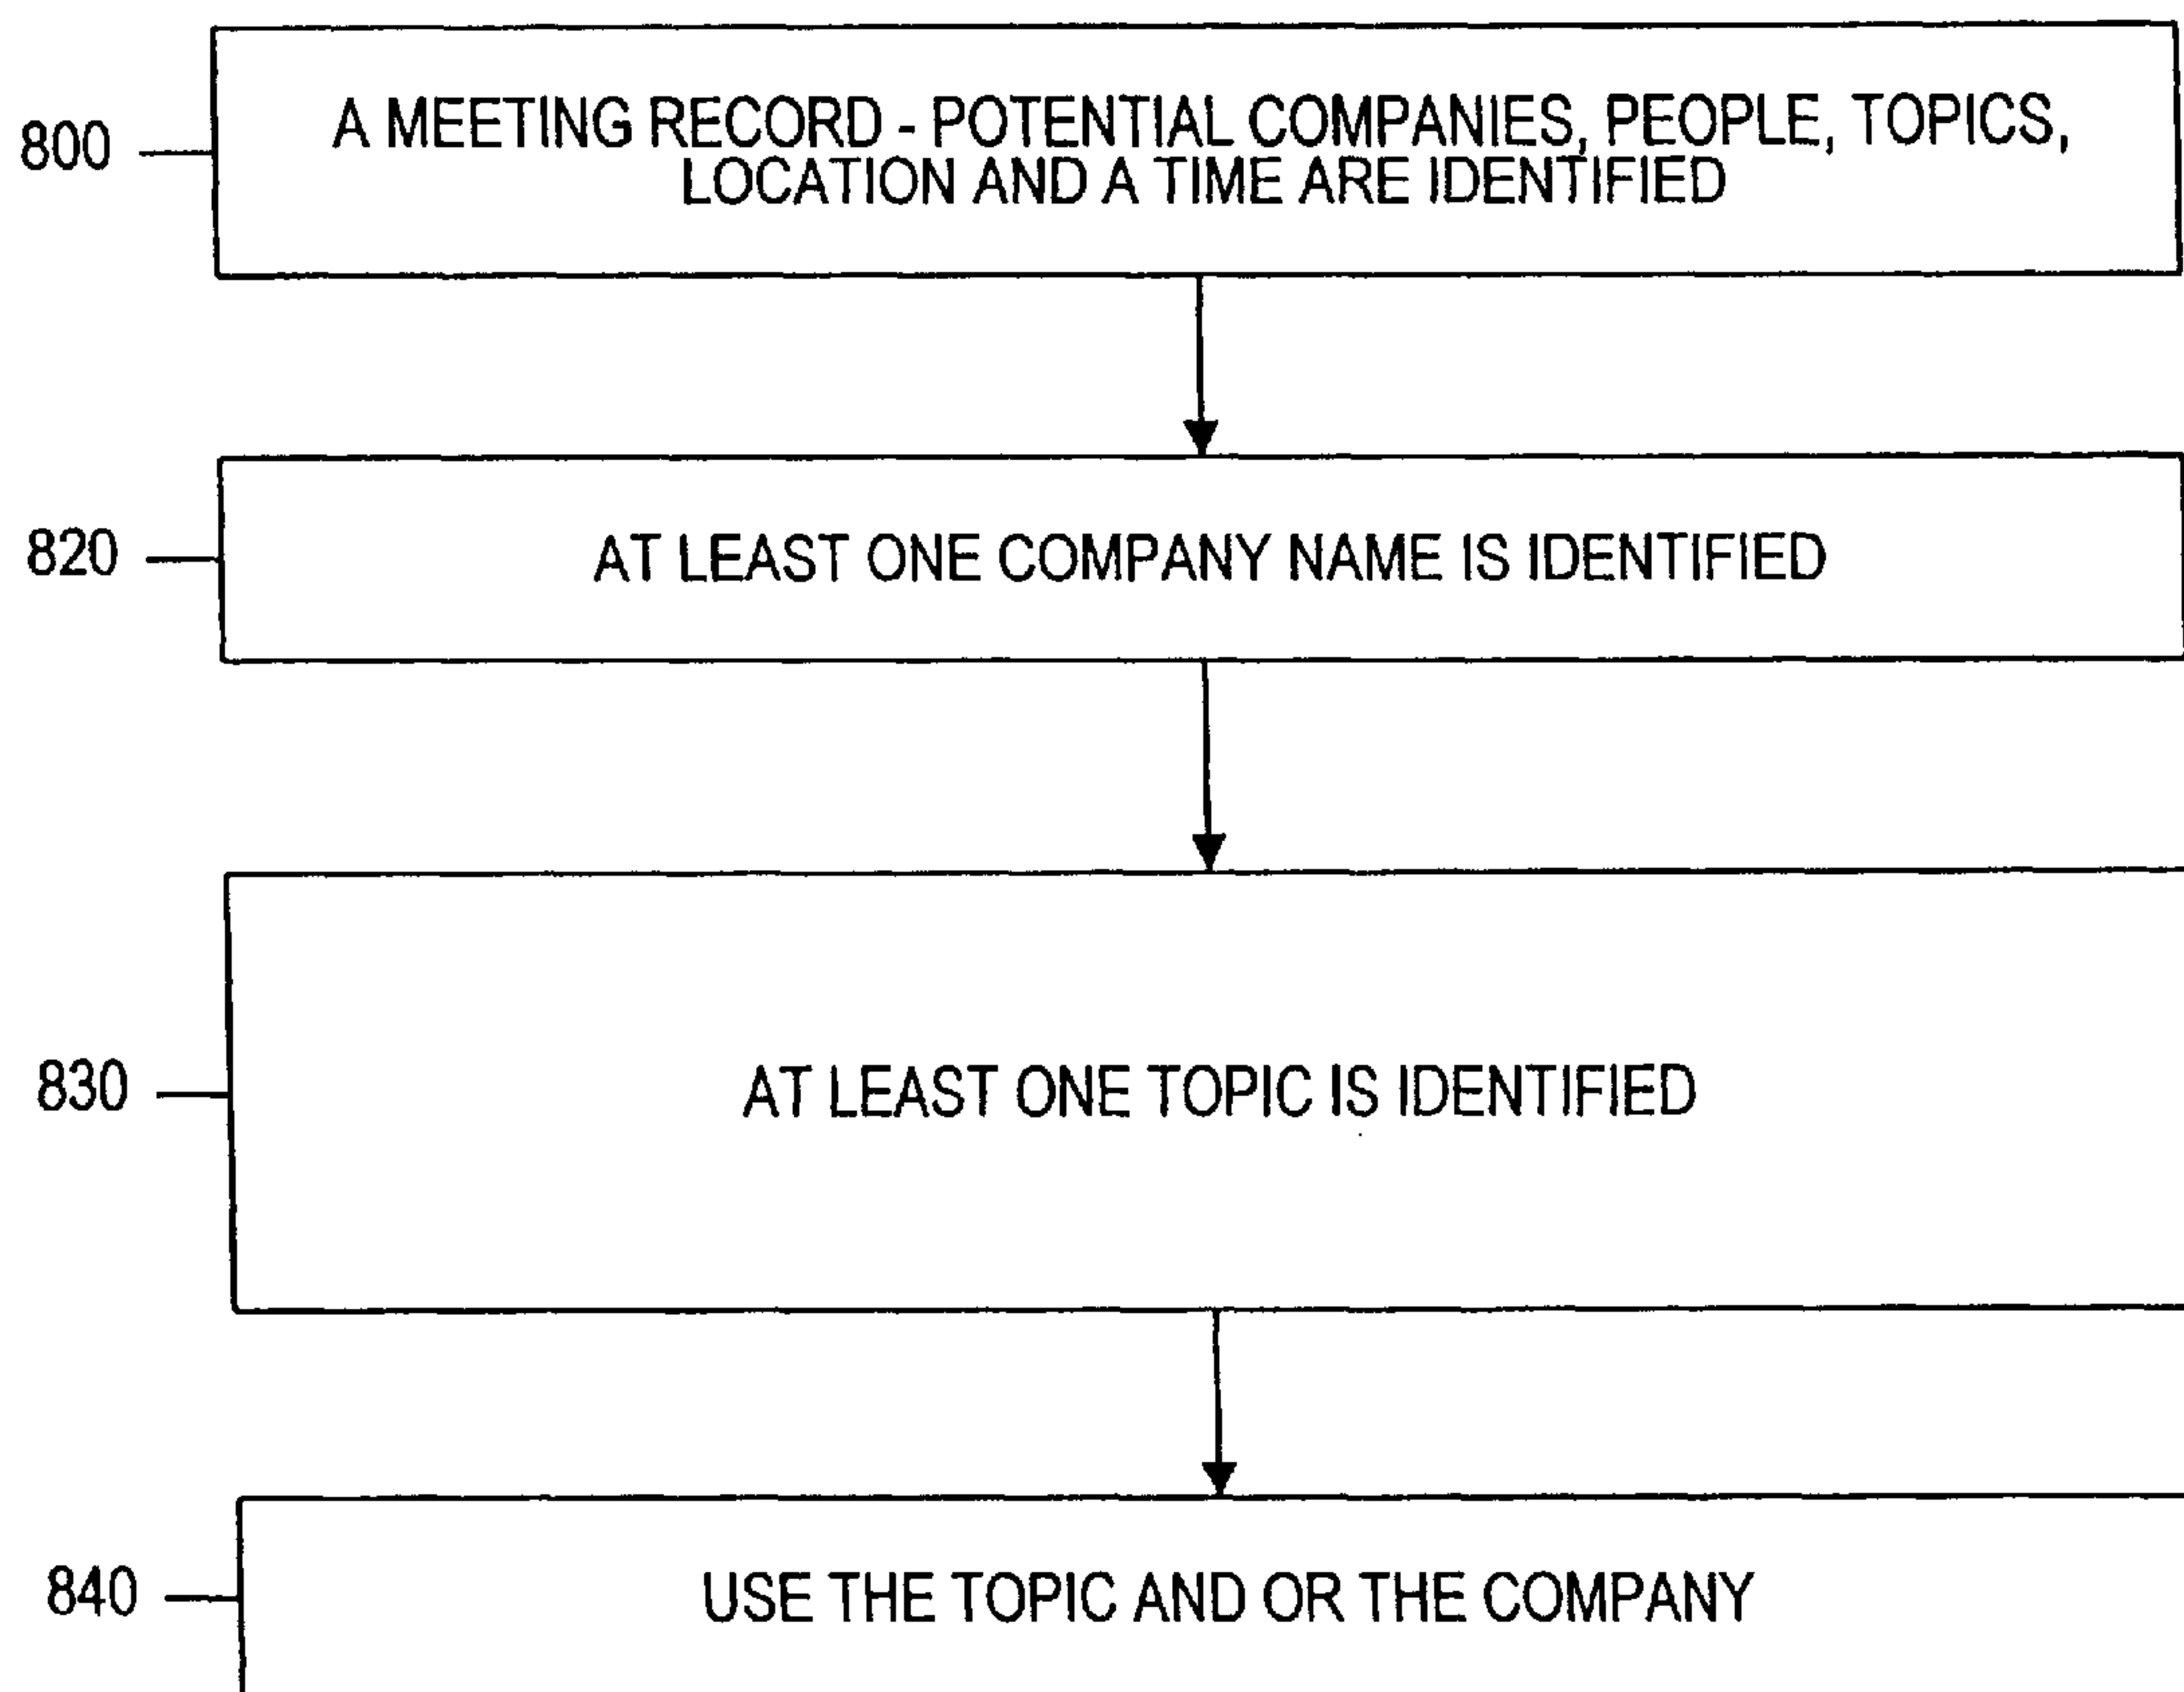 800
A MEETING RECORD - POTENTIAL COMPANIES, PEOPLE, TOPICS,
LOCATION AND A TIME ARE IDENTIFIED
820
AT LEAST ONE COMPANY NAME IS IDENTIFIED
830
AT LEAST ONE TOPIC IS IDENTIFIED
840
USE THE TOPIC AND OR THE COMPANY